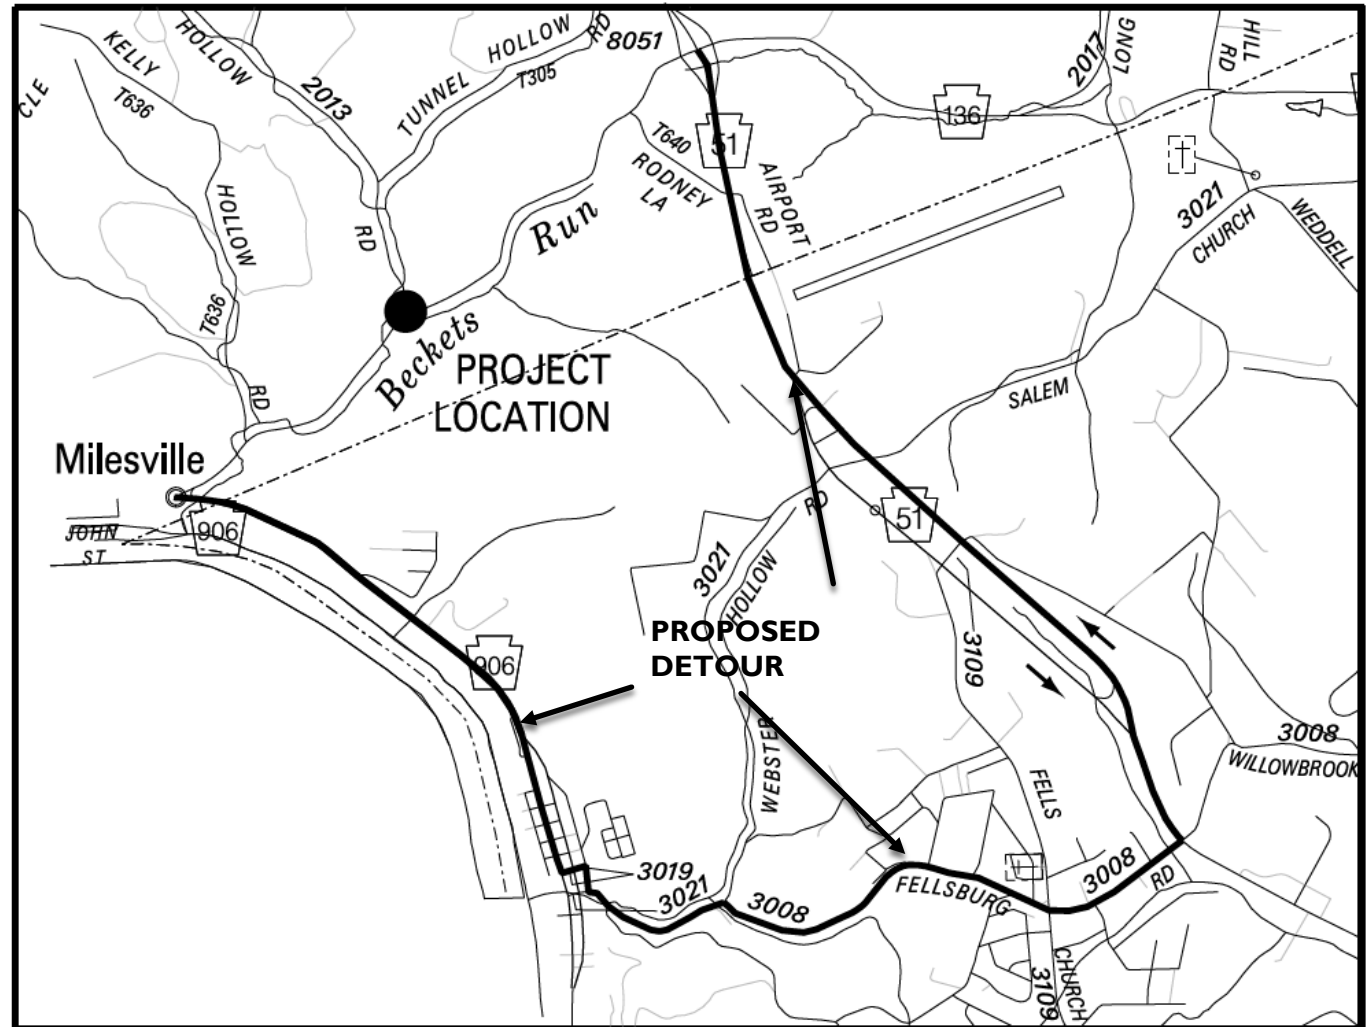 CLE
KELLY
T636
HOLLOW
2013
TUNNEL HOLLOW RD
T305
8051
2017
LONG
HILL
RD
136
51
T640
RODNEY
LA
AIRPORT
RD
3021
CHURCH
WEDDELL
HOLLOW
T636
RD
RD
Run
Beckets
PROJECT
LOCATION
SALEM
Milesville
906
JOHN
ST
51
RD
3021
HOLLOW
PROPOSED
DETOUR
906
3109
WEBSTER
3008
WILLOWBROOK
FELLS
3019
3021
3008
FELLSBURG
3008
RD
3109
CHURCH